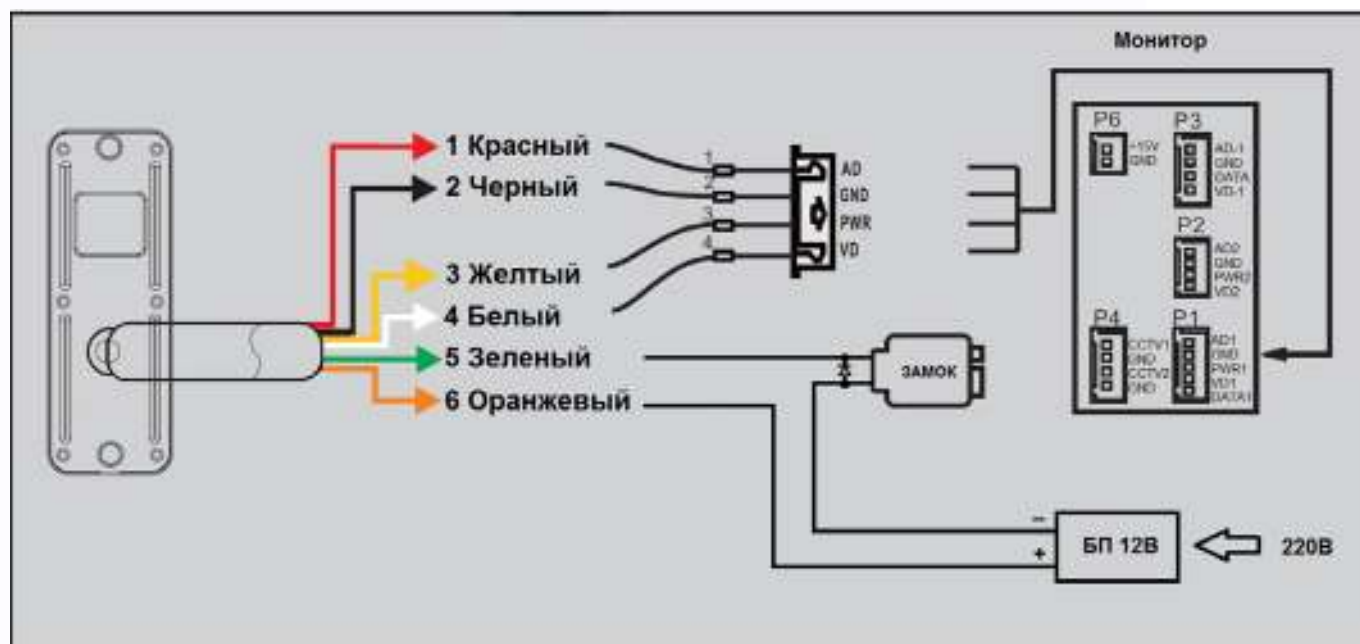 Монитор
1 Красный
2 Черный
3 Желтый
4 Белый
5 Зеленый
6 Оранжевый
1
2
3
4
AD
GND
PWR
VD
P6
+15V
GND
P3
AD-1
GND
DATA
VD-1
P2
AD2
GND
PWR2
VD2
P4
CCTV1
GND
CCTV2
GND
P1
AD1
GND
PWR1
VD1
DATA1
ЗАМОК
–
+
БП 12В
220В